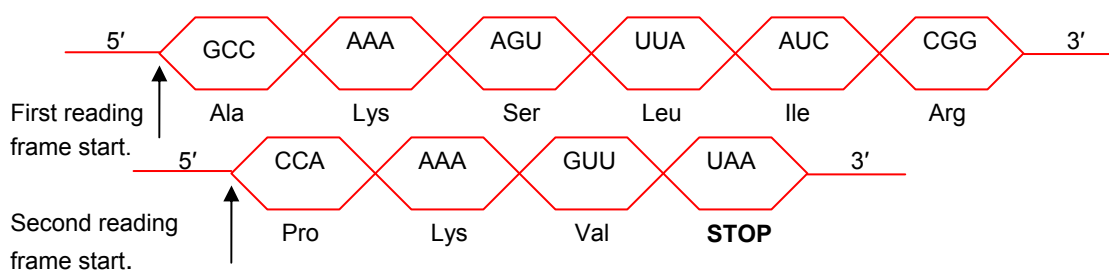 5′ GCC AAA AGU UUA AUC CGG 3′
First reading
frame start.
Ala Lys Ser Leu Ile Arg
5′ CCA AAA GUU UAA 3′
Second reading
frame start.
Pro Lys Val STOP